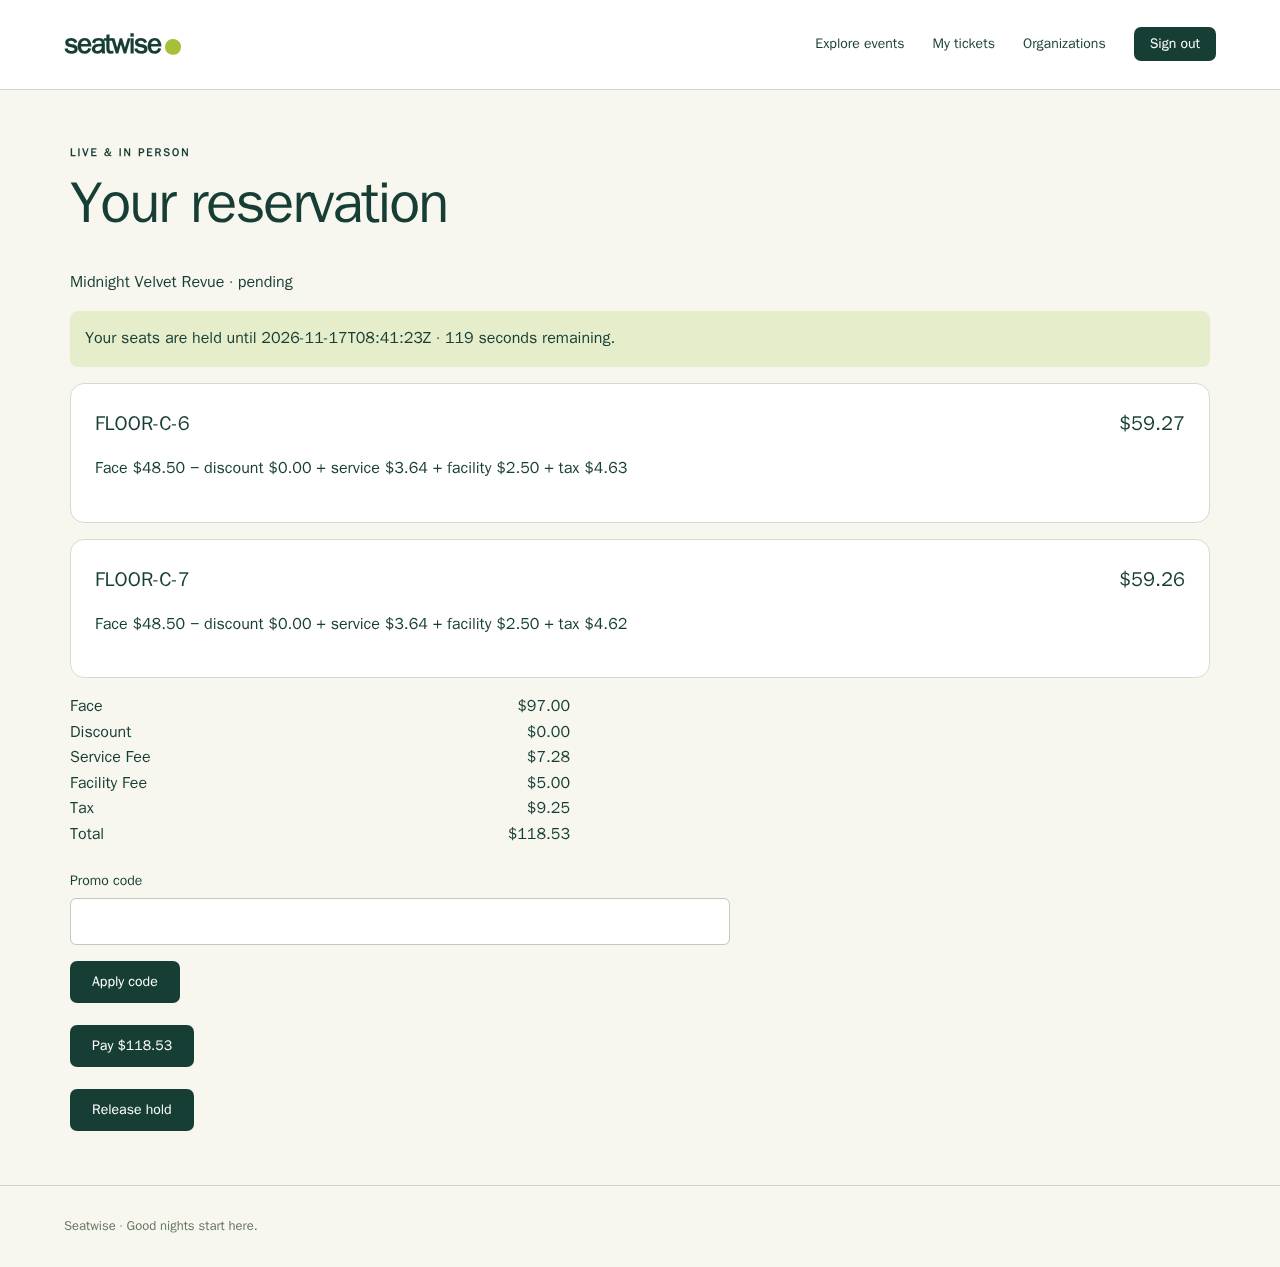 seatwise
Explore events
My tickets
Organizations
Sign out
LIVE & IN PERSON
Your reservation
Midnight Velvet Revue · pending
Your seats are held until 2026-11-17T08:41:23Z · 119 seconds remaining.
FLOOR-C-6 $59.27
Face $48.50 − discount $0.00 + service $3.64 + facility $2.50 + tax $4.63
FLOOR-C-7 $59.26
Face $48.50 − discount $0.00 + service $3.64 + facility $2.50 + tax $4.62
Face $97.00
Discount $0.00
Service Fee $7.28
Facility Fee $5.00
Tax $9.25
Total $118.53
Promo code
Apply code
Pay $118.53
Release hold
Seatwise · Good nights start here.